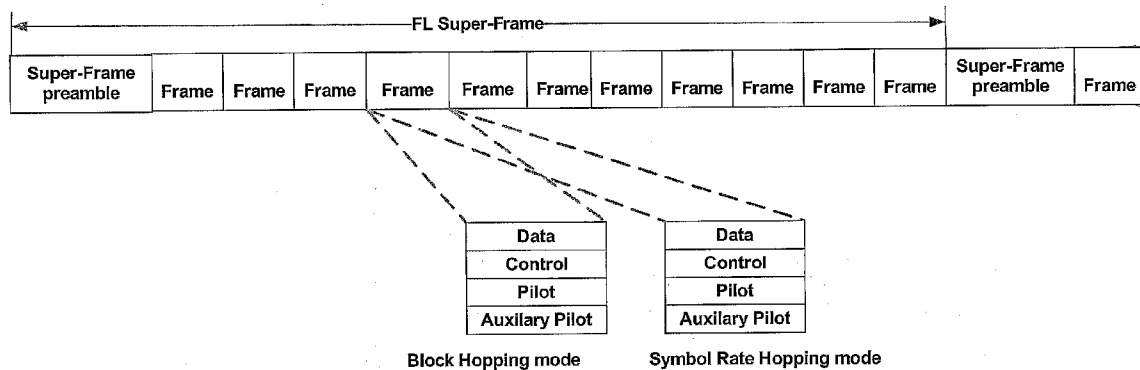 FL Super-Frame
Super-Frame preamble
Frame
Frame
Frame
Frame
Frame
Frame
Frame
Frame
Frame
Frame
Frame
Super-Frame preamble
Frame
Data
Control
Pilot
Auxilary Pilot
Block Hopping mode
Data
Control
Pilot
Auxilary Pilot
Symbol Rate Hopping mode